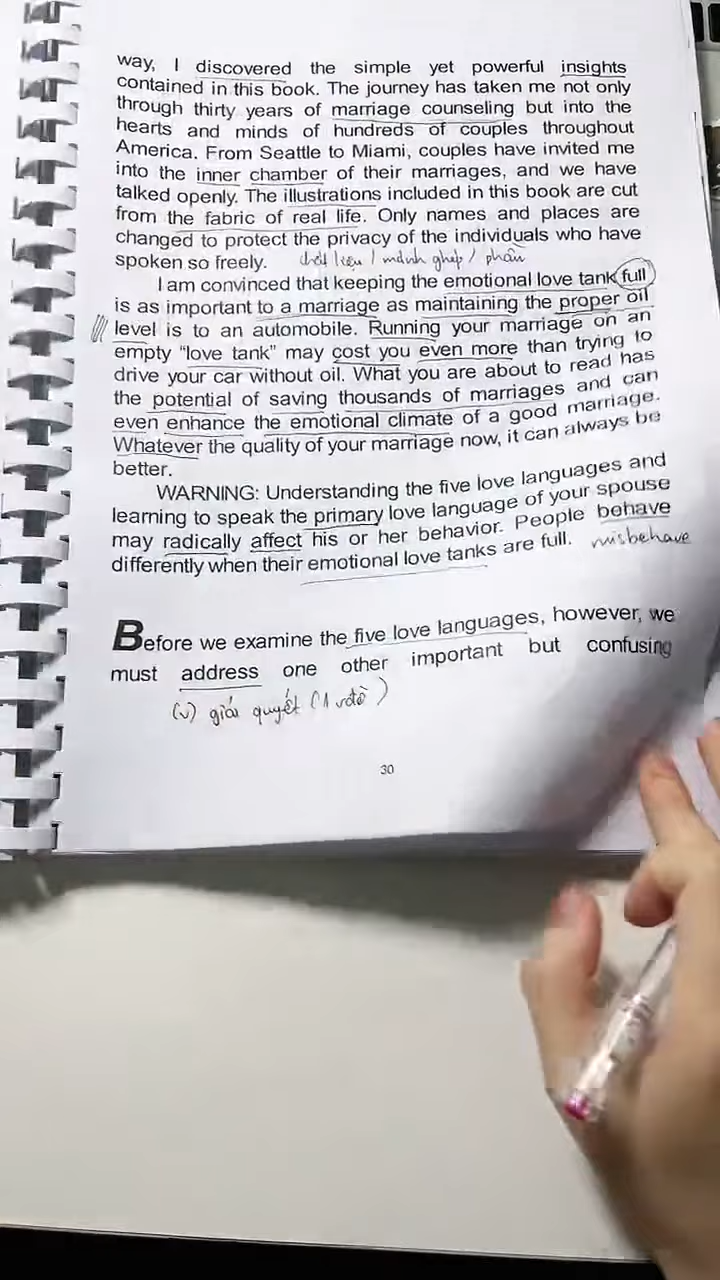 way, I discovered the simple yet powerful insights
contained in this book. The journey has taken me not only
through thirty years of marriage counseling but into the
hearts and minds of hundreds of couples throughout
America. From Seattle to Miami, couples have invited me
into the inner chamber of their marriages, and we have
talked openly. The illustrations included in this book are cut
from the fabric of real life. Only names and places are
changed to protect the privacy of the individuals who have
spoken so freely. chất liệu / mảnh ghép / phần
I am convinced that keeping the emotional love tank full
is as important to a marriage as maintaining the proper oil
level is to an automobile. Running your marriage on an
empty “love tank” may cost you even more than trying to
drive your car without oil. What you are about to read has
the potential of saving thousands of marriages and can
even enhance the emotional climate of a good marriage.
Whatever the quality of your marriage now, it can always be
better.
WARNING: Understanding the five love languages and
learning to speak the primary love language of your spouse
may radically affect his or her behavior. People behave
differently when their emotional love tanks are full. misbehave
Before we examine the five love languages, however, we
must address one other important but confusing
(v) giải quyết (1 vđề)
30